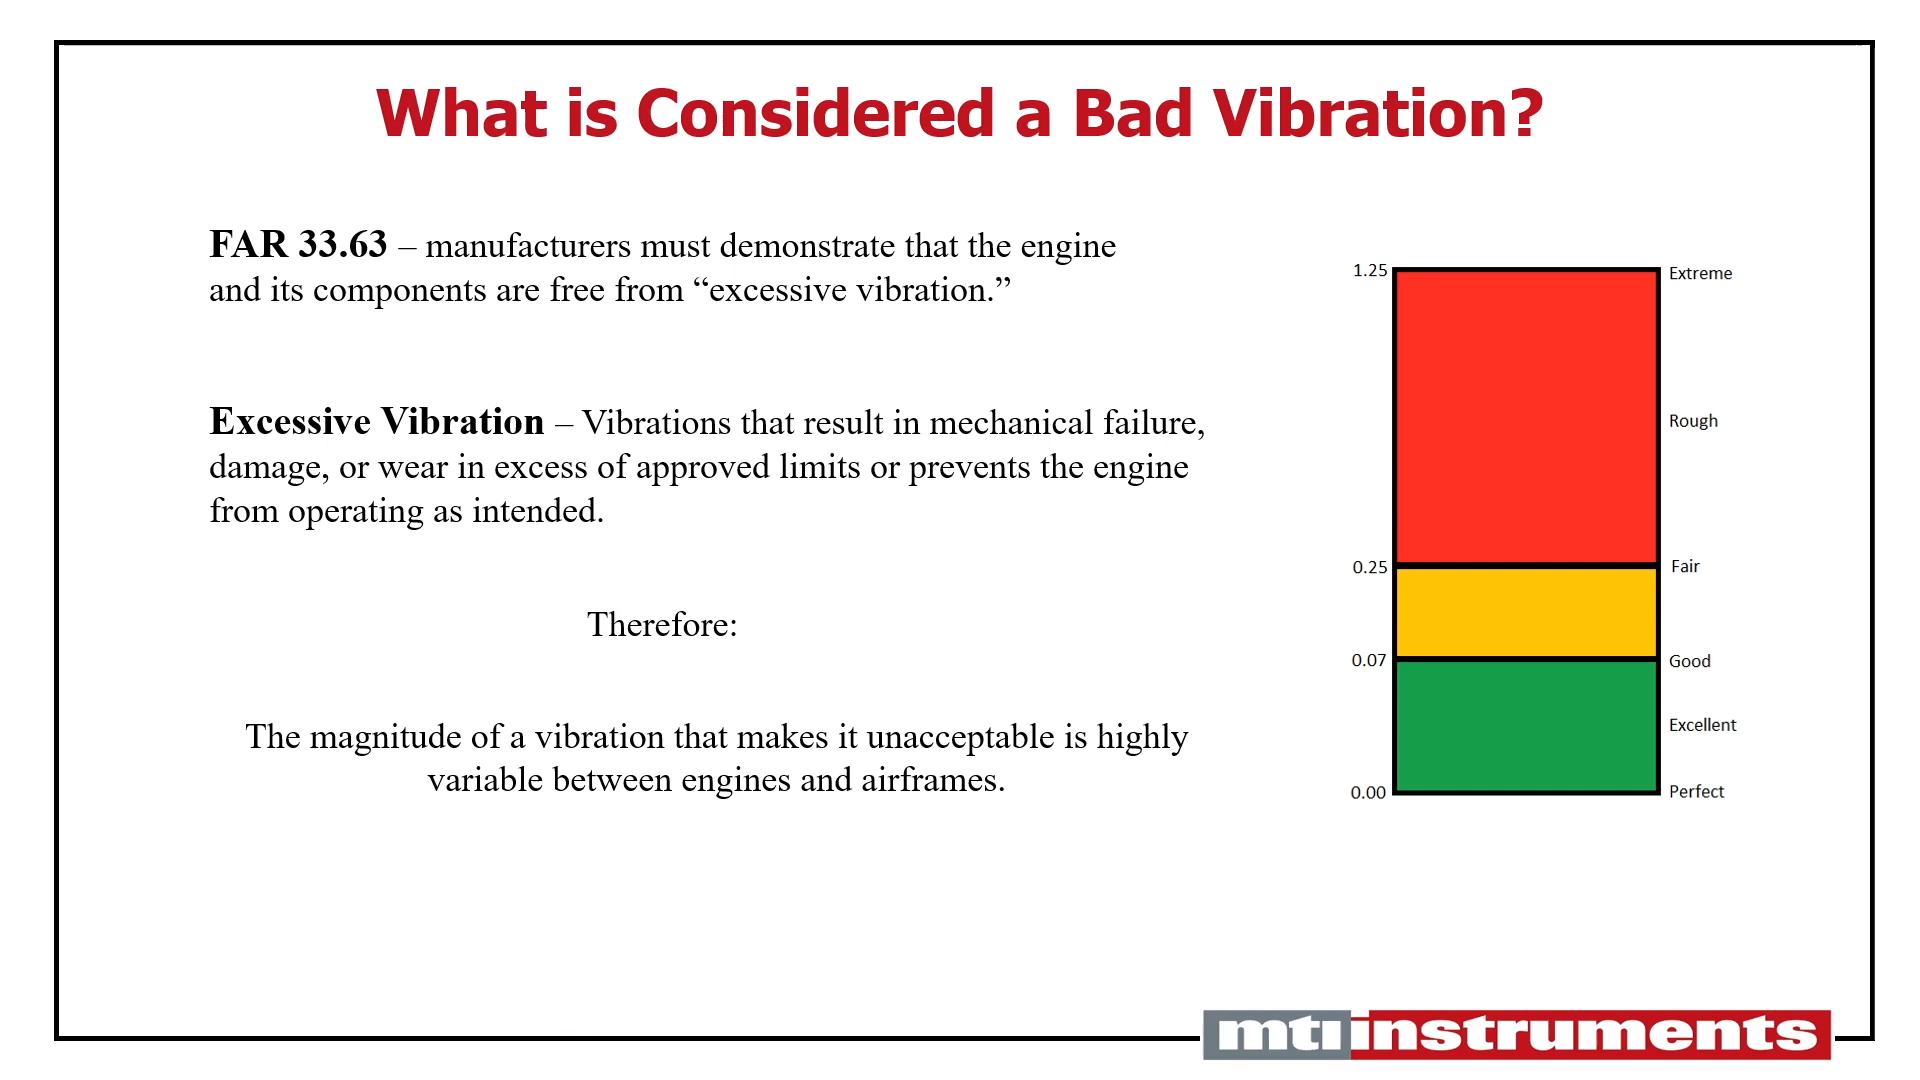 What is Considered a Bad Vibration?
FAR 33.63 – manufacturers must demonstrate that the engine
and its components are free from “excessive vibration.”
Excessive Vibration – Vibrations that result in mechanical failure,
damage, or wear in excess of approved limits or prevents the engine
from operating as intended.
Therefore:
The magnitude of a vibration that makes it unacceptable is highly
variable between engines and airframes.
1.25 Extreme
Rough
0.25 Fair
0.07 Good
Excellent
0.00 Perfect
mtiinstruments